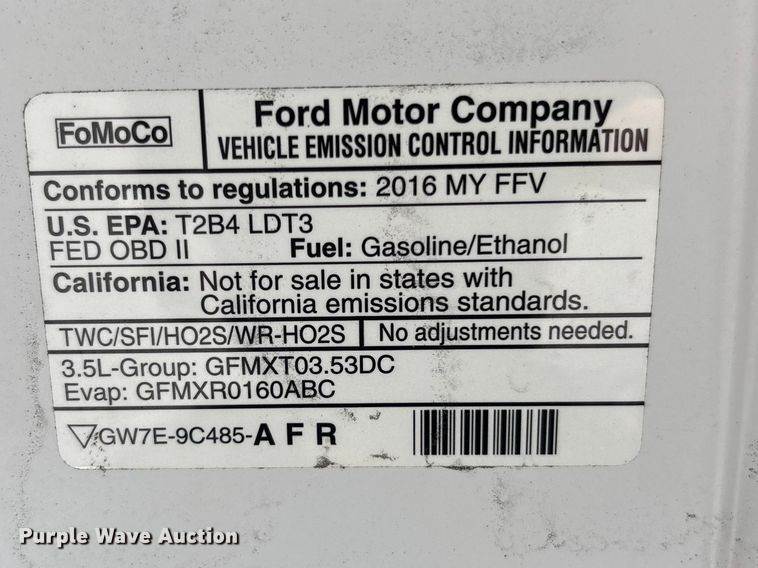 FoMoCo
Ford Motor Company
VEHICLE EMISSION CONTROL INFORMATION
Conforms to regulations: 2016 MY FFV
U.S. EPA: T2B4 LDT3
FED OBD II Fuel: Gasoline/Ethanol
California: Not for sale in states with
California emissions standards.
TWC/SFI/HO2S/WR-HO2S No adjustments needed.
3.5L-Group: GFMXT03.53DC
Evap: GFMXR0160ABC
GW7E-9C485-A F R
Purple Wave Auction